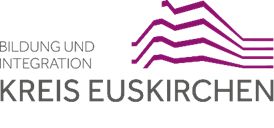 BILDUNG UND
INTEGRATION
KREIS EUSKIRCHEN